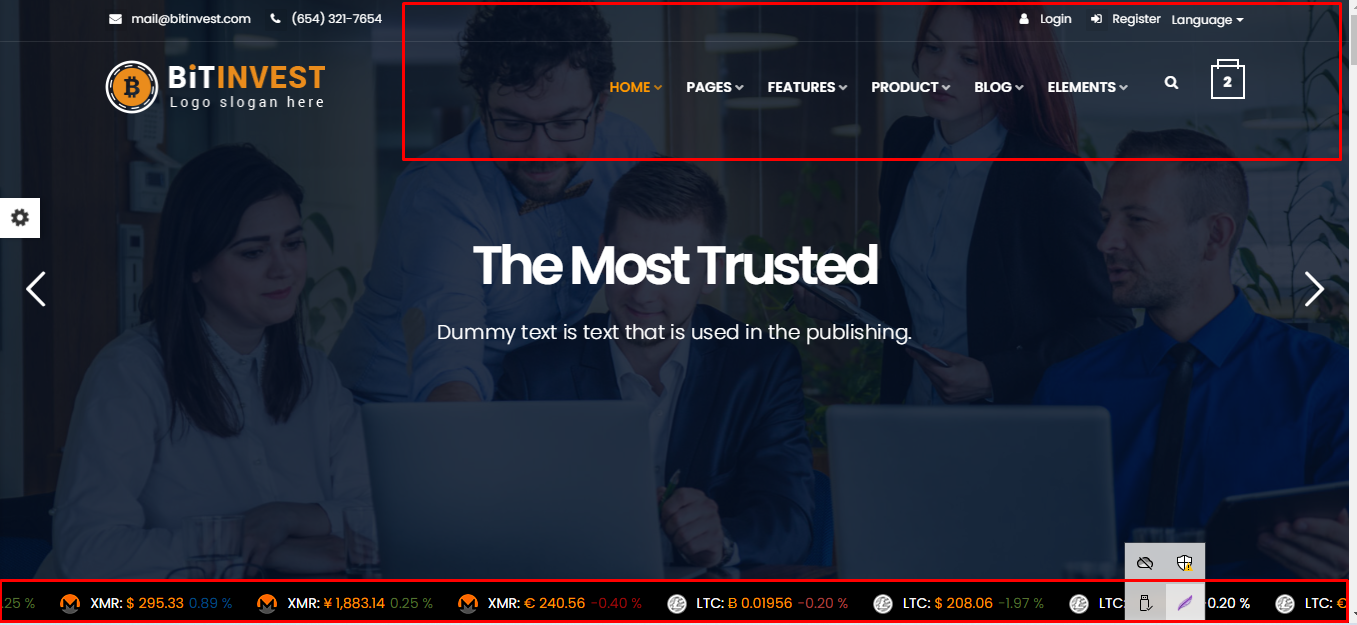 mail@bitinvest.com (654) 321-7654 Login Register Language
BiTINVEST
Logo slogan here
HOME PAGES FEATURES PRODUCT BLOG ELEMENTS 2
The Most Trusted
Dummy text is text that is used in the publishing.
.25 % XMR: $ 295.33 0.89 % XMR: ¥ 1,883.14 0.25 % XMR: € 240.56 -0.40 % LTC: Ƀ 0.01956 -0.20 % LTC: $ 208.06 -1.97 % LTC: 0.20 % LTC: €